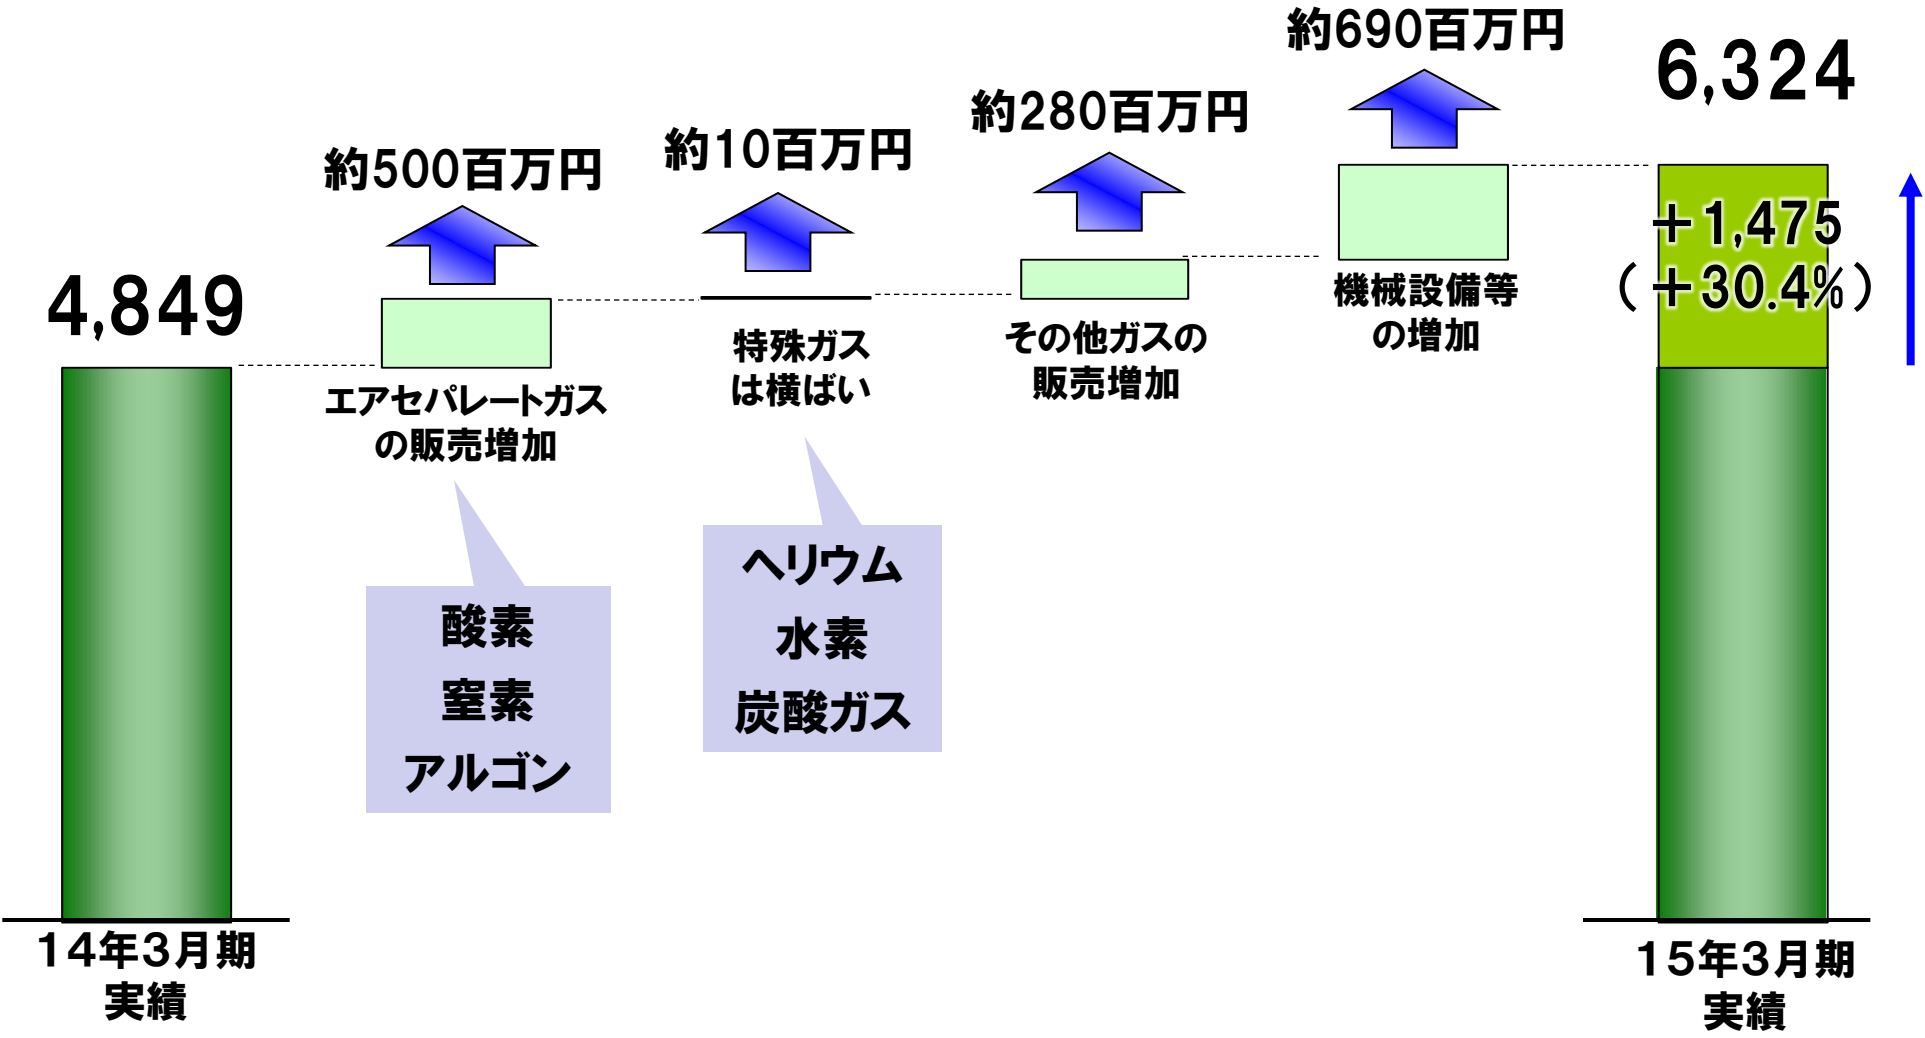 4,849
14年3月期
実績
約500百万円
エアセパレートガス
の販売増加
酸素
窒素
アルゴン
約10百万円
特殊ガス
は横ばい
ヘリウム
水素
炭酸ガス
約280百万円
その他ガスの
販売増加
約690百万円
機械設備等
の増加
6,324
＋1,475
（＋30.4%）
15年3月期
実績